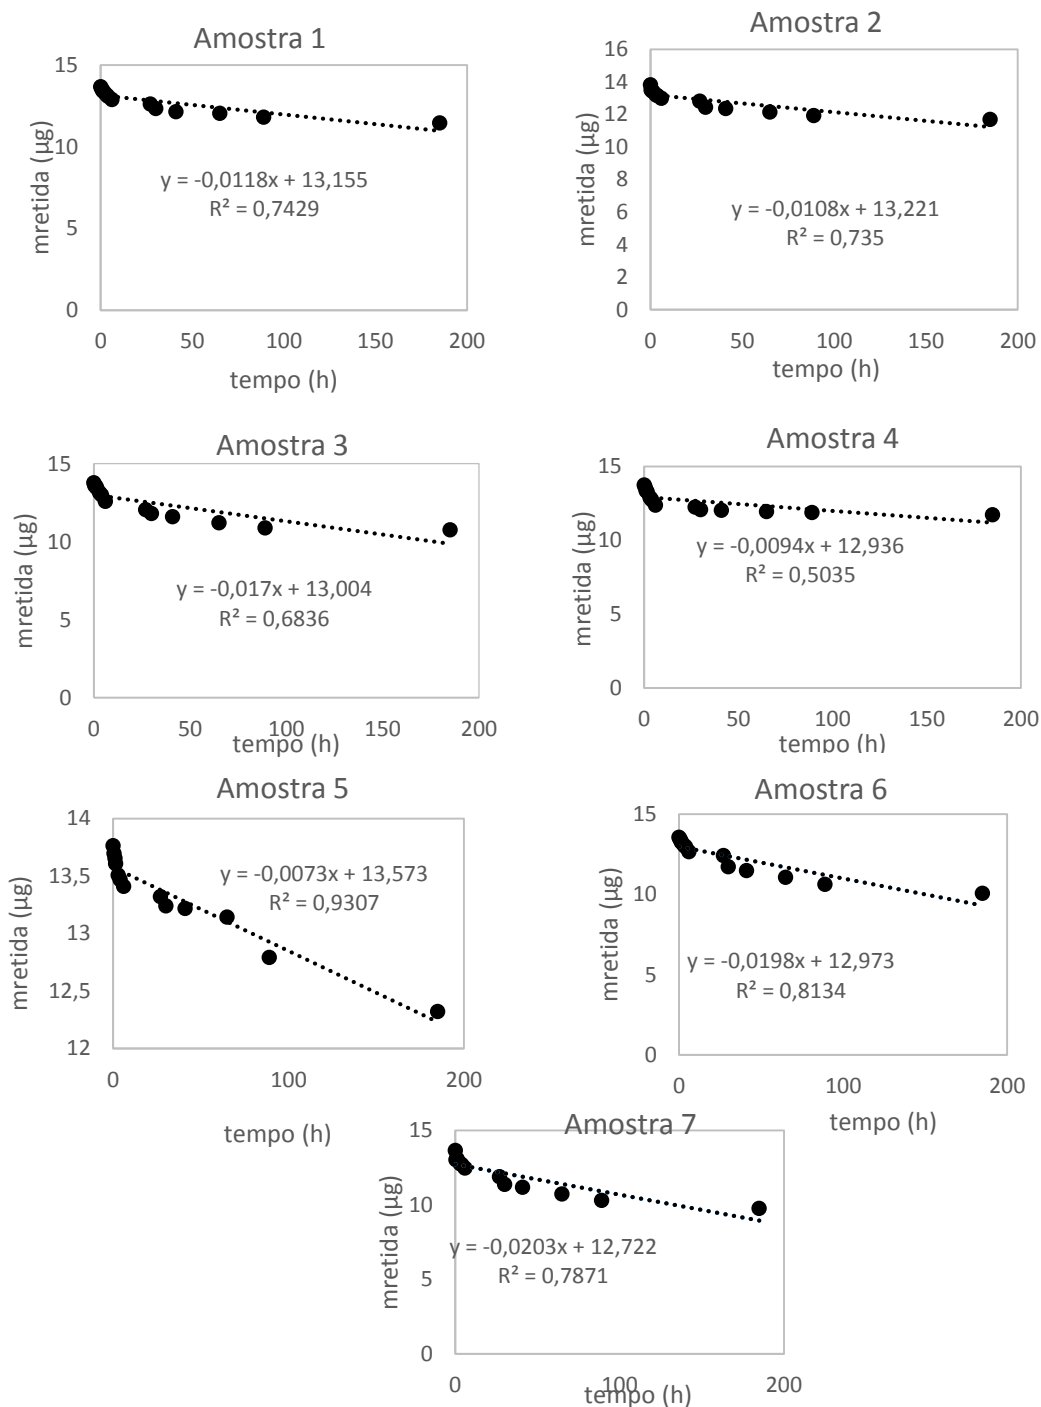 Amostra 1
mretida (µg)
15
10
5
0
y = -0,0118x + 13,155
R² = 0,7429
0 50 100 150 200
tempo (h)
Amostra 2
mretida (µg)
16
14
12
10
8
6
4
2
0
y = -0,0108x + 13,221
R² = 0,735
0 50 100 150 200
tempo (h)
Amostra 3
mretida (µg)
15
10
5
0
y = -0,017x + 13,004
R² = 0,6836
0 50 100 150 200
tempo (h)
Amostra 4
mretida (µg)
15
10
5
0
y = -0,0094x + 12,936
R² = 0,5035
0 50 100 150 200
tempo (h)
Amostra 5
mretida (µg)
14
13,5
13
12,5
12
y = -0,0073x + 13,573
R² = 0,9307
0 100 200
tempo (h)
Amostra 6
mretida (µg)
15
10
5
0
y = -0,0198x + 12,973
R² = 0,8134
0 100 200
tempo (h)
Amostra 7
mretida (µg)
15
10
5
0
y = -0,0203x + 12,722
R² = 0,7871
0 100 200
tempo (h)